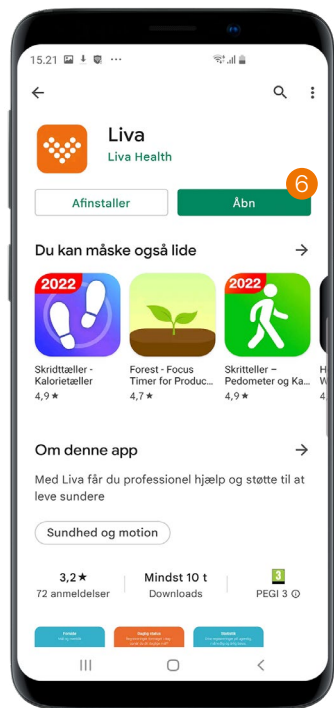 15.21
Liva
Liva Health
6
Afinstaller
Åbn
Du kan måske også lide
2022
2022
Skridttæller -
Kalorietæller
4,9 ★
Forest - Focus
Timer for Produc...
4,7 ★
Skritteller –
Pedometer og Ka...
4,9 ★
Om denne app
Med Liva får du professionel hjælp og støtte til at
leve sundere
Sundhed og motion
3,2 ★
72 anmeldelser
Mindst 10 t
Downloads
3
PEGI 3